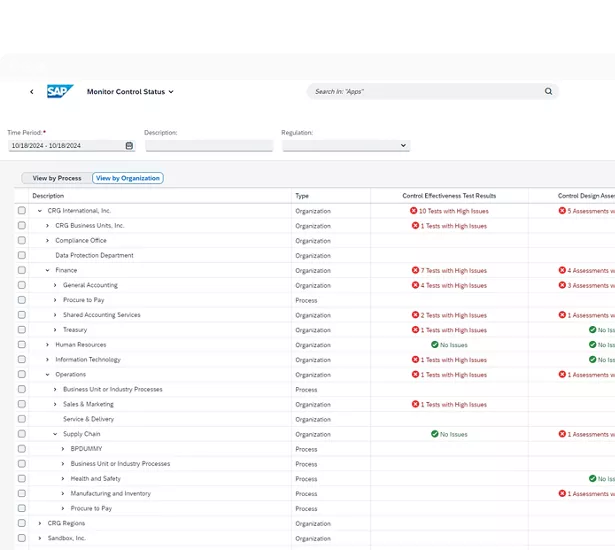 SAP Monitor Control Status Search In: "Apps"
Time Period:* Description: Regulation:
10/18/2024 - 10/18/2024
View by Process View by Organization
Description Type Control Effectiveness Test Results Control Design Asse
CRG International, Inc. Organization 10 Tests with High Issues 5 Assessments w
CRG Business Units, Inc. Organization 1 Tests with High Issues
Compliance Office Organization
Data Protection Department Organization
Finance Organization 7 Tests with High Issues 4 Assessments w
General Accounting Organization 4 Tests with High Issues 3 Assessments w
Procure to Pay Process
Shared Accounting Services Organization 2 Tests with High Issues 1 Assessments w
Treasury Organization 1 Tests with High Issues No Iss
Human Resources Organization No Issues No Iss
Information Technology Organization 1 Tests with High Issues No Iss
Operations Organization 1 Tests with High Issues 1 Assessments w
Business Unit or Industry Processes Process
Sales & Marketing Organization 1 Tests with High Issues
Service & Delivery Organization
Supply Chain Organization No Issues 1 Assessments w
BPDUMMY Process
Business Unit or Industry Processes Process
Health and Safety Process No Iss
Manufacturing and Inventory Process 1 Assessments w
Procure to Pay Process
CRG Regions Organization
Sandbox, Inc. Organization